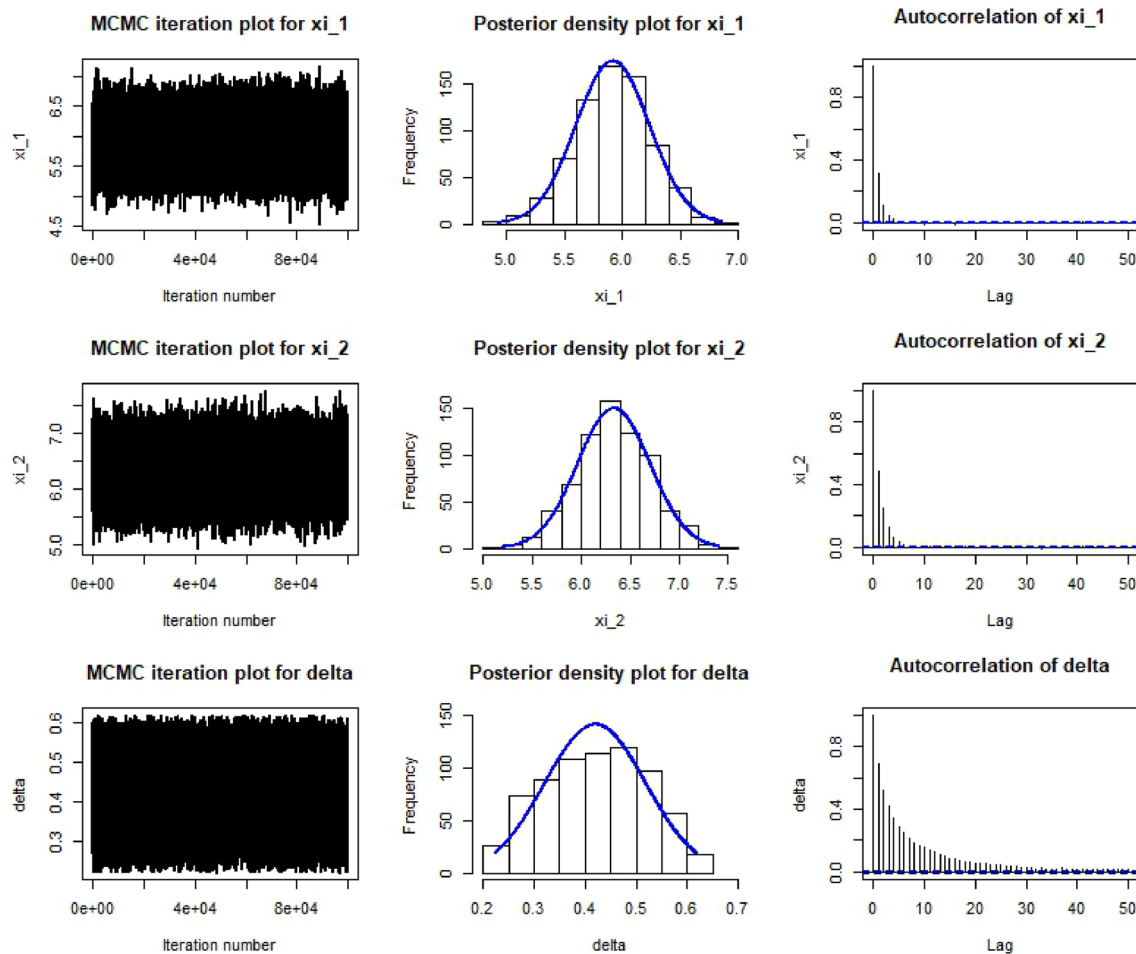 MCMC iteration plot for xi_1
xi_1
4.5 5.5 6.5
0e+00 4e+04 8e+04
Iteration number
Posterior density plot for xi_1
Frequency
0 50 100 150
5.0 5.5 6.0 6.5 7.0
xi_1
Autocorrelation of xi_1
xi_1
0.0 0.4 0.8
0 10 20 30 40 50
Lag
MCMC iteration plot for xi_2
xi_2
5.0 6.0 7.0
0e+00 4e+04 8e+04
Iteration number
Posterior density plot for xi_2
Frequency
0 50 100 150
5.0 5.5 6.0 6.5 7.0 7.5
xi_2
Autocorrelation of xi_2
xi_2
0.0 0.4 0.8
0 10 20 30 40 50
Lag
MCMC iteration plot for delta
delta
0.3 0.4 0.5 0.6
0e+00 4e+04 8e+04
Iteration number
Posterior density plot for delta
Frequency
0 50 100 150
0.2 0.3 0.4 0.5 0.6 0.7
delta
Autocorrelation of delta
delta
0.0 0.4 0.8
0 10 20 30 40 50
Lag